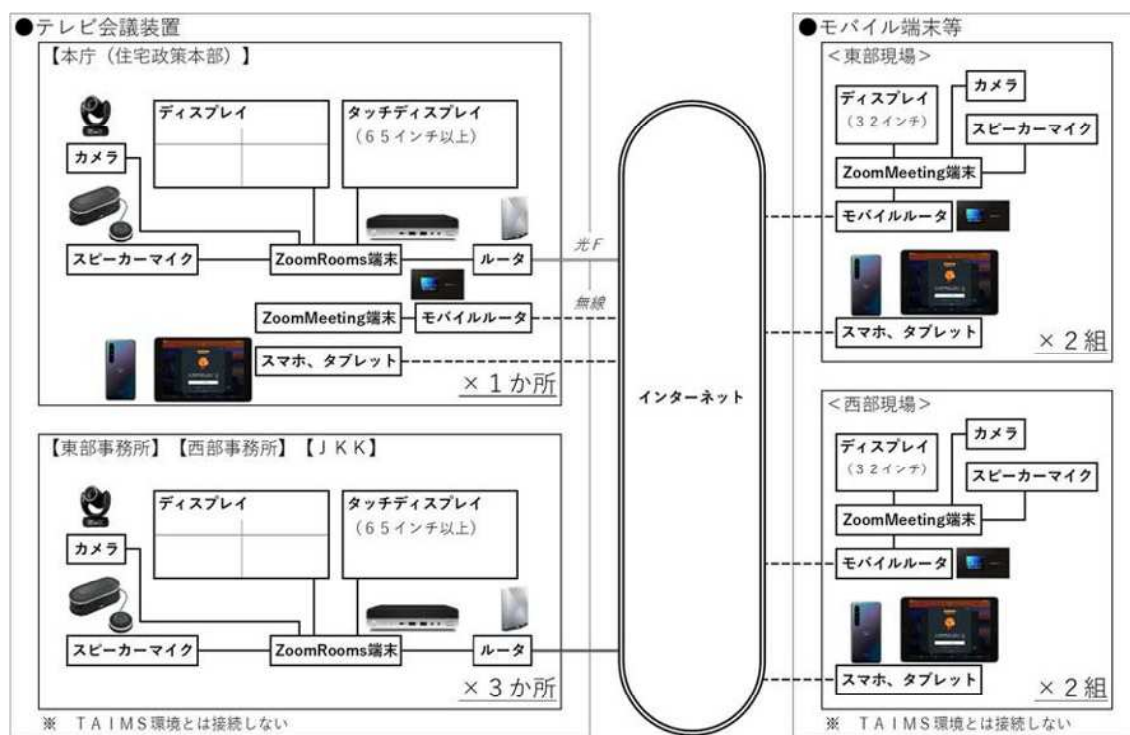 ●テレビ会議装置
【本庁（住宅政策本部）】
ディスプレイ
タッチディスプレイ
（６５インチ以上）
カメラ
スピーカーマイク
ZoomRooms端末
ルータ
光F
ZoomMeeting端末
モバイルルータ
無線
スマホ、タブレット
×１か所
【東部事務所】【西部事務所】【ＪＫＫ】
ディスプレイ
タッチディスプレイ
（６５インチ以上）
カメラ
スピーカーマイク
ZoomRooms端末
ルータ
×３か所
※　ＴＡＩＭＳ環境とは接続しない
インターネット
●モバイル端末等
＜東部現場＞
ディスプレイ
（３２インチ）
カメラ
スピーカーマイク
ZoomMeeting端末
モバイルルータ
スマホ、タブレット
×２組
＜西部現場＞
ディスプレイ
（３２インチ）
カメラ
スピーカーマイク
ZoomMeeting端末
モバイルルータ
スマホ、タブレット
×２組
※　ＴＡＩＭＳ環境とは接続しない